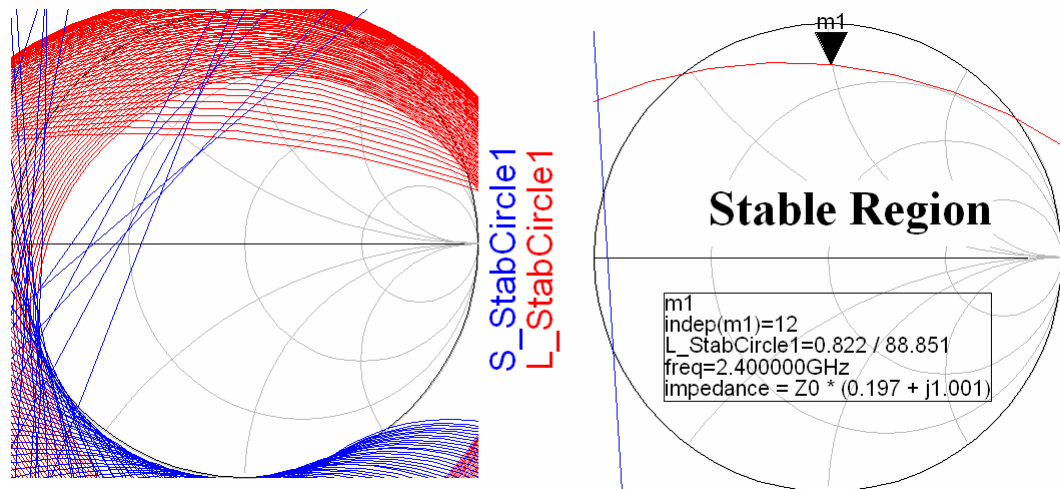 S_StabCircle1
L_StabCircle1
m1
Stable Region
m1
indep(m1)=12
L_StabCircle1=0.822 / 88.851
freq=2.400000GHz
impedance = Z0 * (0.197 + j1.001)